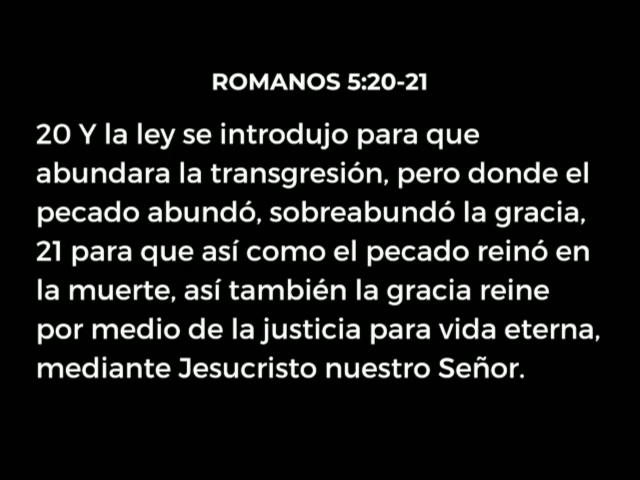 ROMANOS 5:20-21
20 Y la ley se introdujo para que
abundara la transgresión, pero donde el
pecado abundó, sobreabundó la gracia,
21 para que así como el pecado reinó en
la muerte, así también la gracia reine
por medio de la justicia para vida eterna,
mediante Jesucristo nuestro Señor.